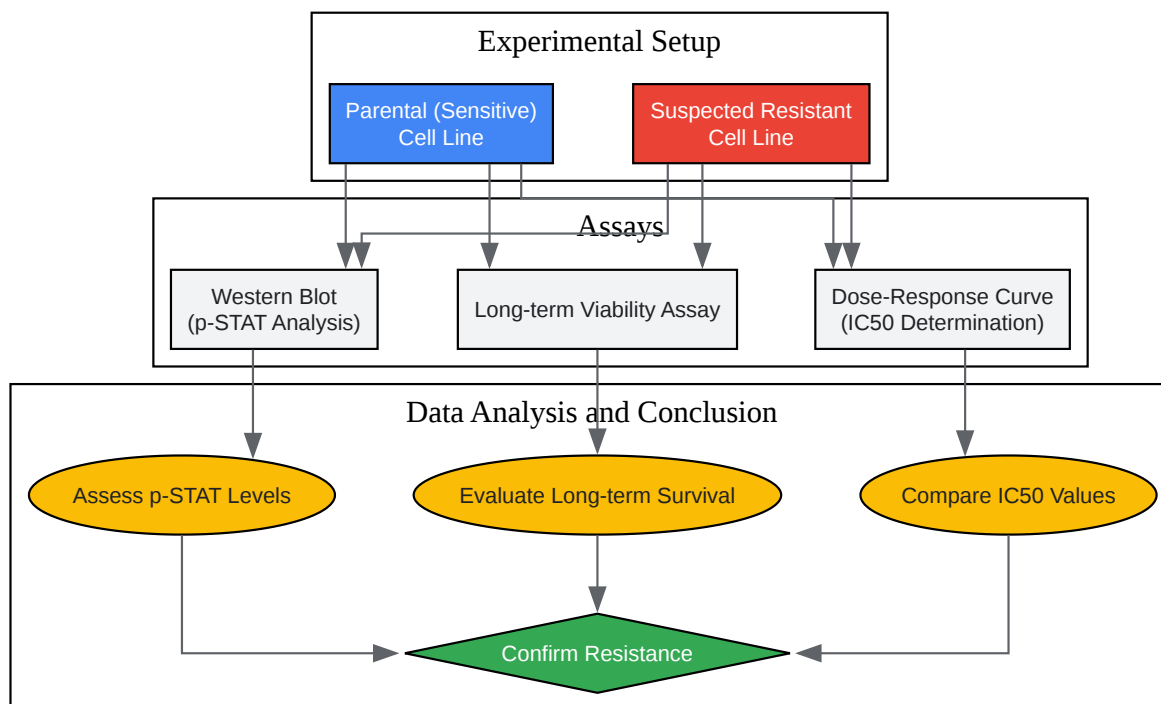 Experimental Setup
Parental (Sensitive)
Cell Line
Suspected Resistant
Cell Line
Assays
Western Blot
(p-STAT Analysis)
Long-term Viability Assay
Dose-Response Curve
(IC50 Determination)
Data Analysis and Conclusion
Assess p-STAT Levels
Evaluate Long-term Survival
Compare IC50 Values
Confirm Resistance